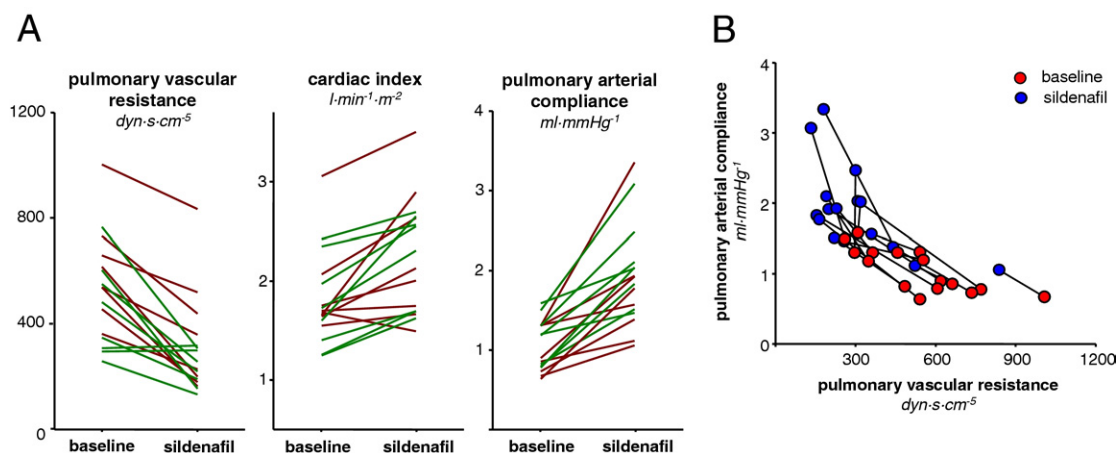 A
pulmonary vascular
resistance
dyn·s·cm-5
1200
800
400
0
baseline
sildenafil
cardiac index
l·min-1·m-2
3
2
1
baseline
sildenafil
pulmonary arterial
compliance
ml·mmHg-1
4
3
2
1
baseline
sildenafil
B
pulmonary arterial compliance
ml·mmHg-1
4
3
2
1
0
300
600
900
1200
baseline
sildenafil
pulmonary vascular resistance
dyn·s·cm-5